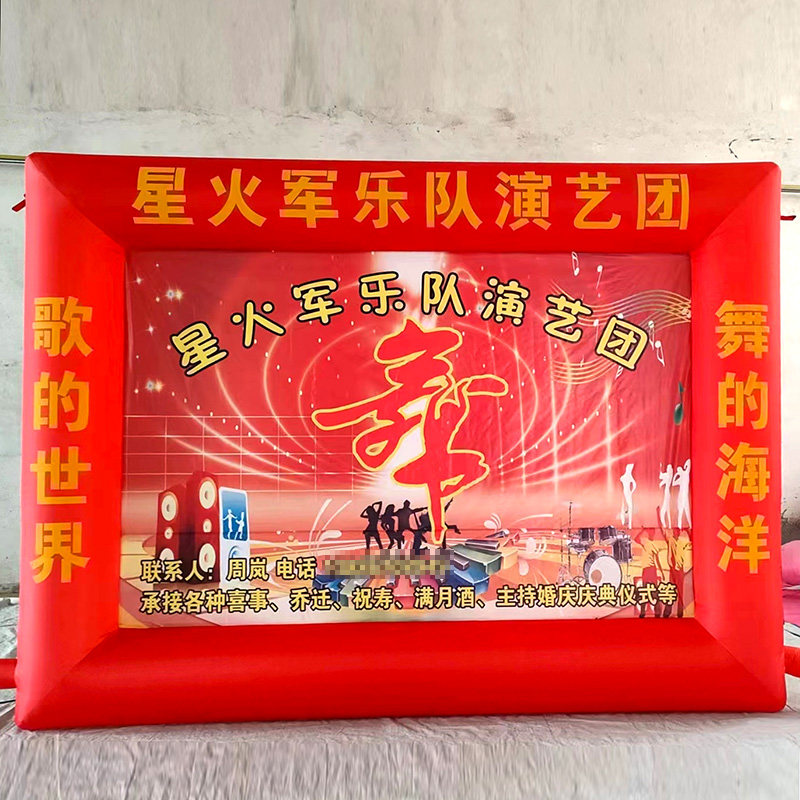 星火军乐队演艺团
歌的世界
星火军乐队演艺团
舞
舞的海洋
联系人：周岚 电话
承接各种喜事、乔迁、祝寿、满月酒、主持婚庆庆典仪式等